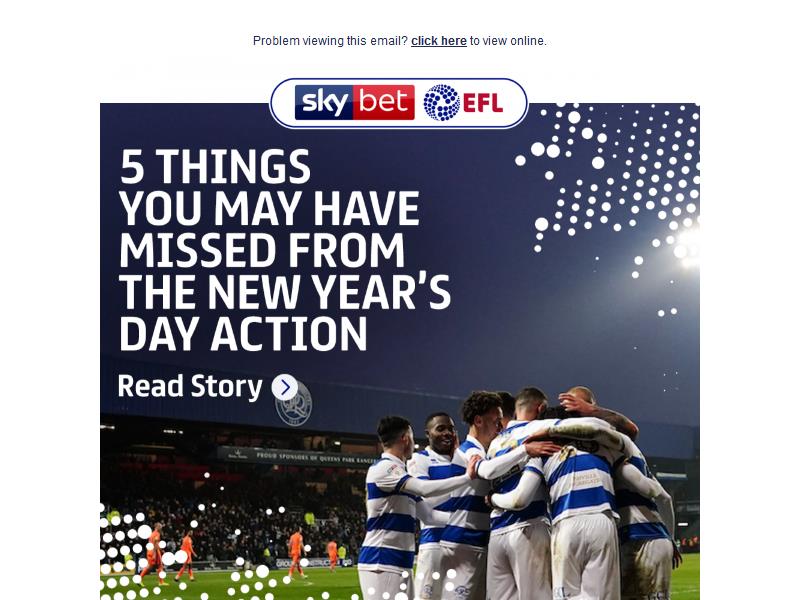 Problem viewing this email? click here to view online.
sky bet EFL
5 THINGS
YOU MAY HAVE
MISSED FROM
THE NEW YEAR'S
DAY ACTION
Read Story
PROUD SPONSORS OF QUEENS PARK RANGERS